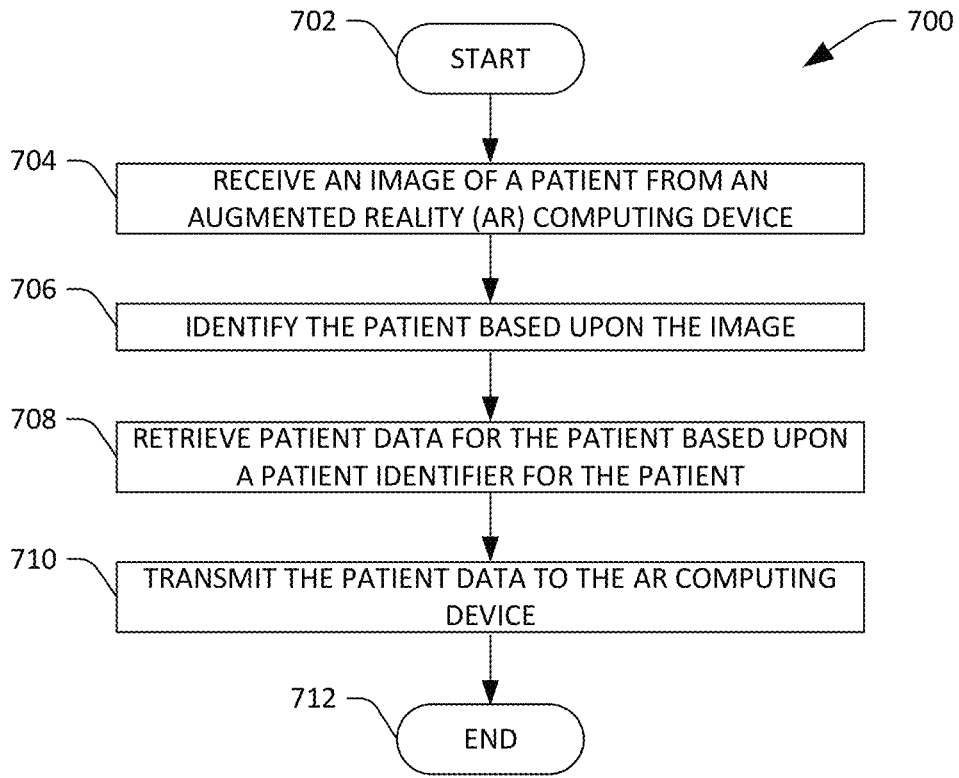 702
700
START
704
RECEIVE AN IMAGE OF A PATIENT FROM AN
AUGMENTED REALITY (AR) COMPUTING DEVICE
706
IDENTIFY THE PATIENT BASED UPON THE IMAGE
708
RETRIEVE PATIENT DATA FOR THE PATIENT BASED UPON
A PATIENT IDENTIFIER FOR THE PATIENT
710
TRANSMIT THE PATIENT DATA TO THE AR COMPUTING
DEVICE
712
END